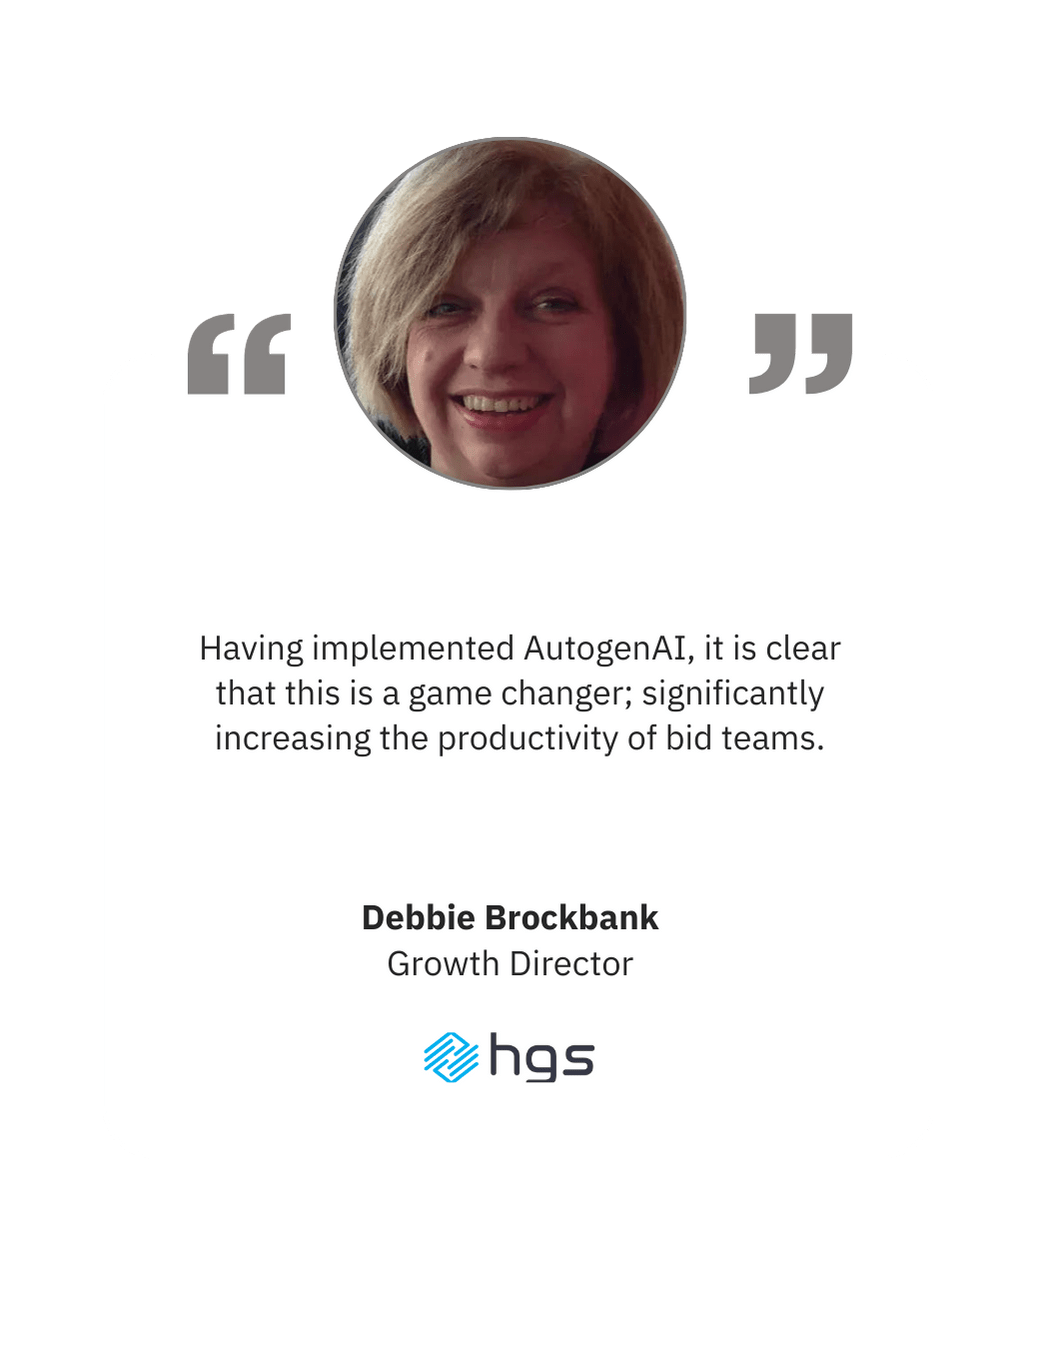 “ ”
Having implemented AutogenAI, it is clear
that this is a game changer; significantly
increasing the productivity of bid teams.
Debbie Brockbank
Growth Director
hgs